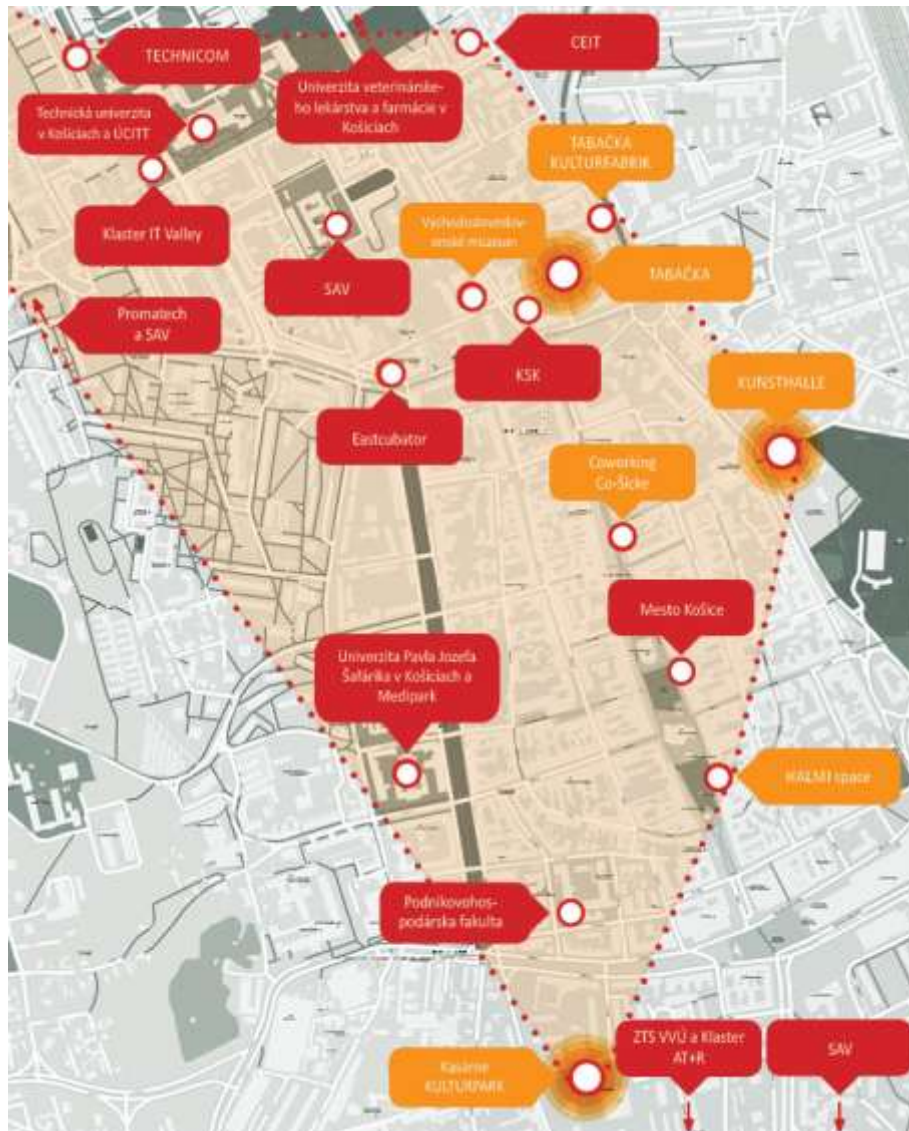 TECHNICOM
CEIT
Univerzita veterinárske-
ho lekárstva a farmácie v
Košiciach
Technická univerzita
v Košiciach a ÚCITT
TABAČKA
KULTURFABRIK
Klaster IT Valley
SAV
TABAČKA
Promatech
a SAV
KSK
KUNSTHALLE
Eastcubator
Coworking
Co-Šicke
Mesto Košice
Univerzita Pavla Jozefa
Šafárika v Košiciach a
Medipark
HALMI space
Podnikovohos-
podárska fakulta
Kasárne
KULTURPARK
ZTS VVÚ a Klaster
AT+R
SAV